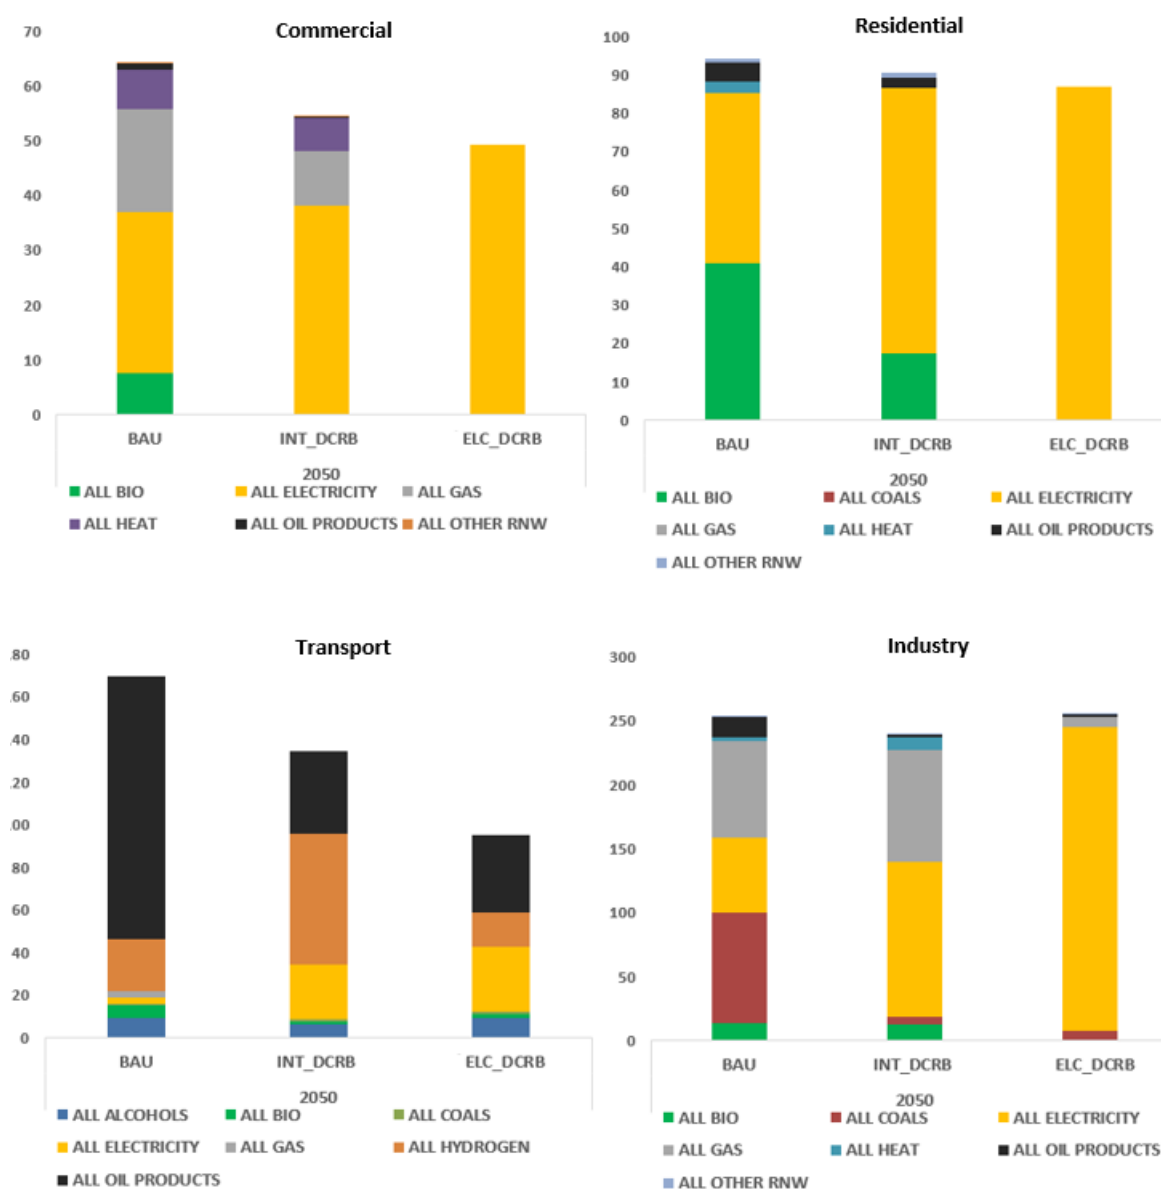 Commercial
70
60
50
40
30
20
10
0
BAU INT_DCRB ELC_DCRB
2050
ALL BIO ALL ELECTRICITY ALL GAS
ALL HEAT ALL OIL PRODUCTS ALL OTHER RNW
Residential
100
90
80
70
60
50
40
30
20
10
0
BAU INT_DCRB ELC_DCRB
2050
ALL BIO ALL COALS ALL ELECTRICITY
ALL GAS ALL HEAT ALL OIL PRODUCTS
ALL OTHER RNW
Transport
80
60
40
20
00
80
60
40
20
0
BAU INT_DCRB ELC_DCRB
2050
ALL ALCOHOLS ALL BIO ALL COALS
ALL ELECTRICITY ALL GAS ALL HYDROGEN
ALL OIL PRODUCTS
Industry
300
250
200
150
100
50
0
BAU INT_DCRB ELC_DCRB
2050
ALL BIO ALL COALS ALL ELECTRICITY
ALL GAS ALL HEAT ALL OIL PRODUCTS
ALL OTHER RNW